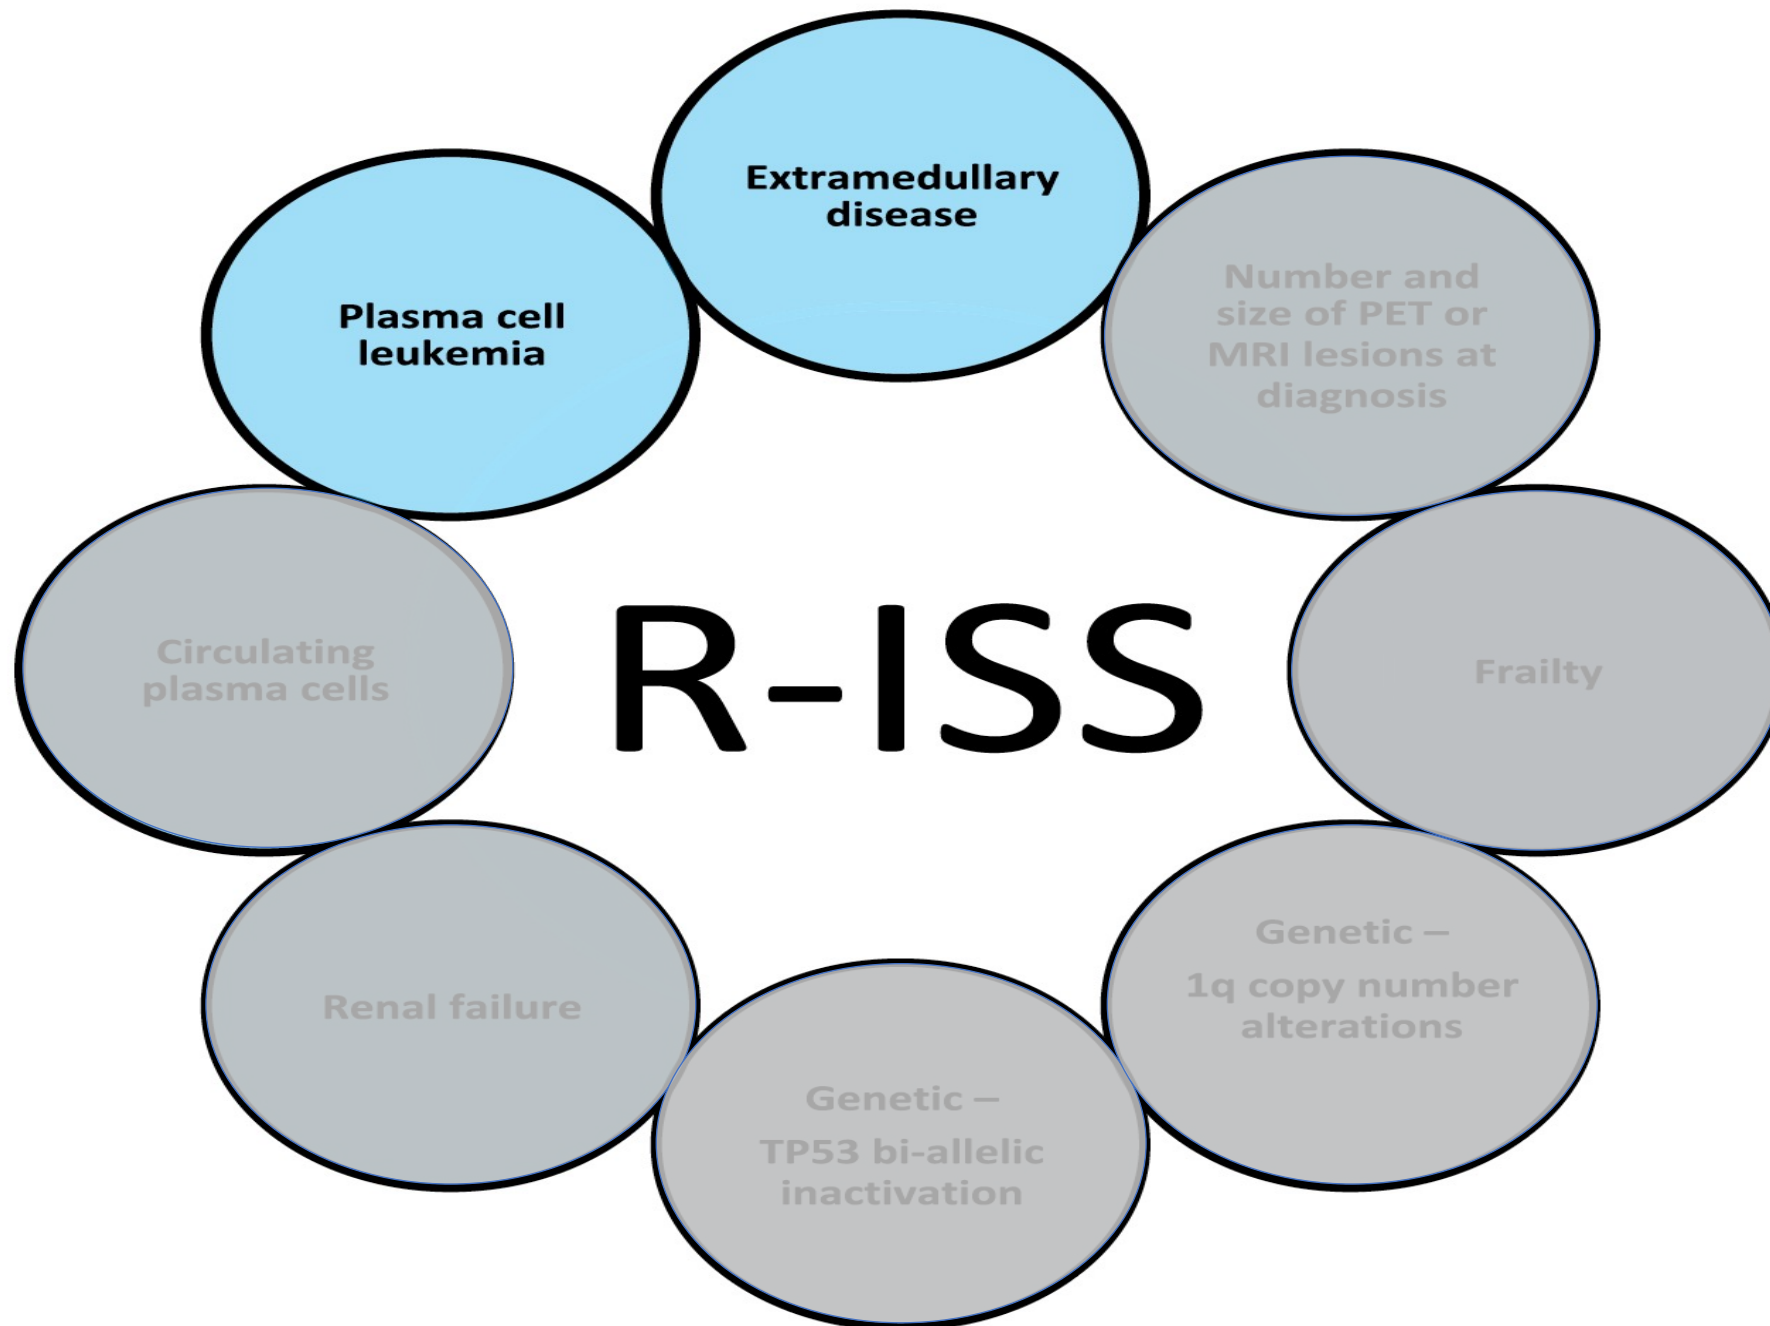 Extramedullary
disease
Number and
size of PET or
MRI lesions at
diagnosis
Frailty
Genetic –
1q copy number
alterations
Genetic –
TP53 bi-allelic
inactivation
Renal failure
Circulating
plasma cells
Plasma cell
leukemia
R-ISS